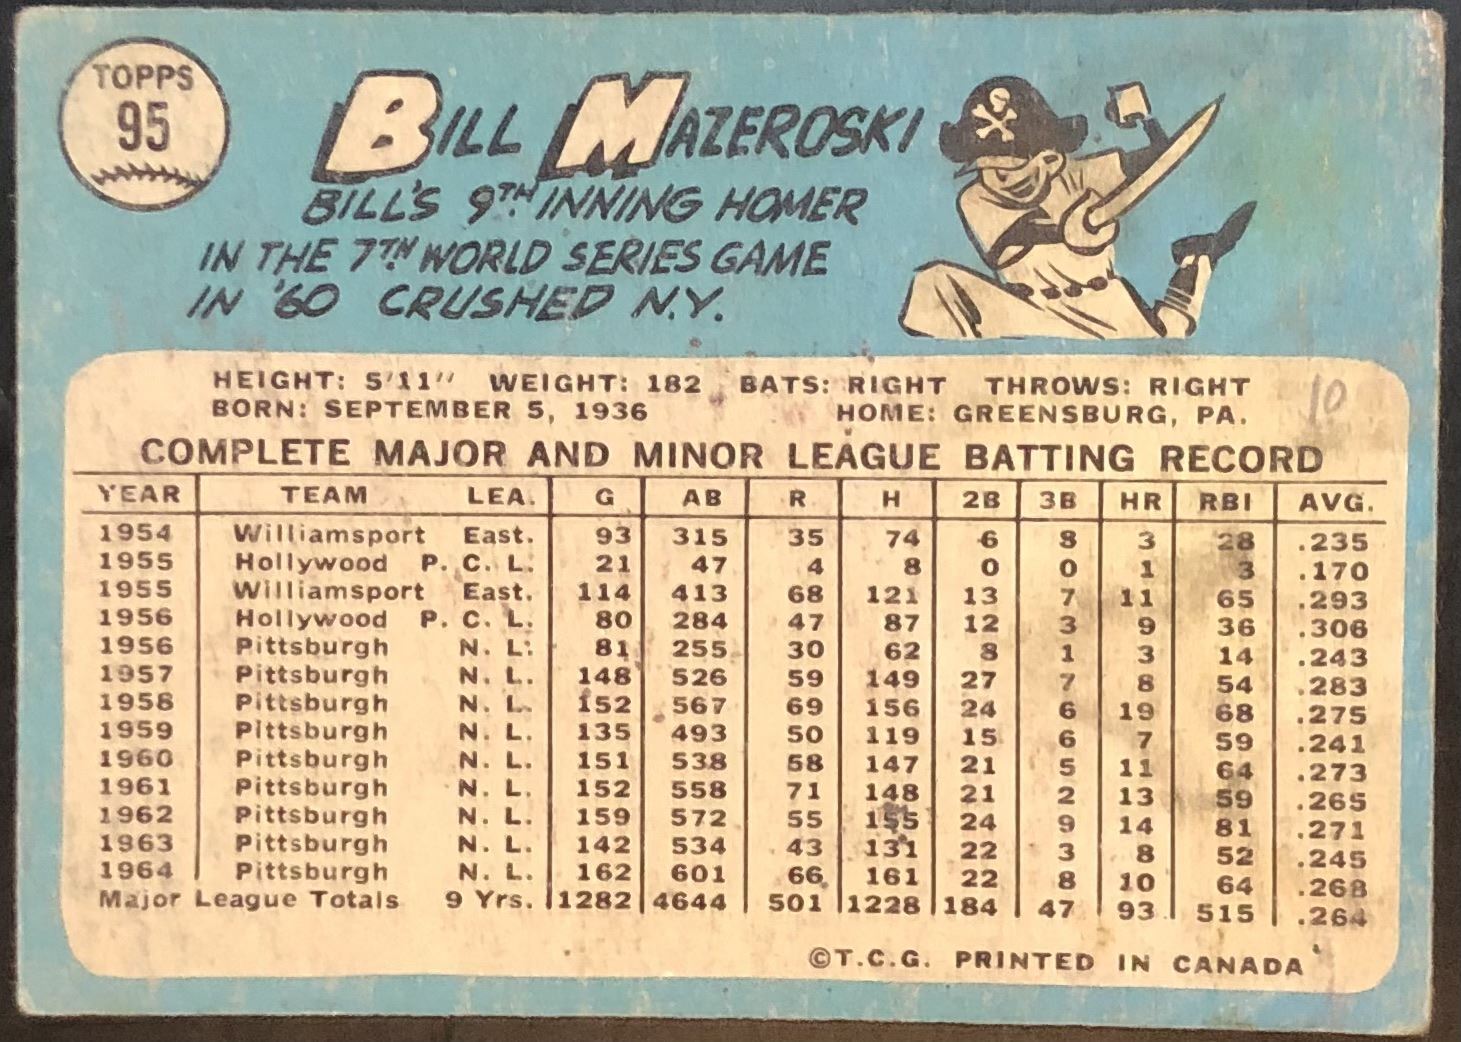 TOPPS
95
BILL MAZEROSKI
BILL'S 9TH INNING HOMER
IN THE 7TH WORLD SERIES GAME
IN '60 CRUSHED N.Y.
HEIGHT: 5'11" WEIGHT: 182 BATS: RIGHT THROWS: RIGHT
BORN: SEPTEMBER 5, 1936 HOME: GREENSBURG, PA.
10
COMPLETE MAJOR AND MINOR LEAGUE BATTING RECORD
YEAR TEAM LEA. G AB R H 2B 3B HR RBI AVG.
1954 Williamsport East. 93 315 35 74 6 8 3 28 .235
1955 Hollywood P. C. L. 21 47 4 8 0 0 1 3 .170
1955 Williamsport East. 114 413 68 121 13 7 11 65 .293
1956 Hollywood P. C. L. 80 284 47 87 12 3 9 36 .306
1956 Pittsburgh N. L. 81 255 30 62 8 1 3 14 .243
1957 Pittsburgh N. L. 148 526 59 149 27 7 8 54 .283
1958 Pittsburgh N. L. 152 567 69 156 24 6 19 68 .275
1959 Pittsburgh N. L. 135 493 50 119 15 6 7 59 .241
1960 Pittsburgh N. L. 151 538 58 147 21 5 11 64 .273
1961 Pittsburgh N. L. 152 558 71 148 21 2 13 59 .265
1962 Pittsburgh N. L. 159 572 55 155 24 9 14 81 .271
1963 Pittsburgh N. L. 142 534 43 131 22 3 8 52 .245
1964 Pittsburgh N. L. 162 601 66 161 22 8 10 64 .268
Major League Totals 9 Yrs. 1282 4644 501 1228 184 47 93 515 .264
©T.C.G. PRINTED IN CANADA